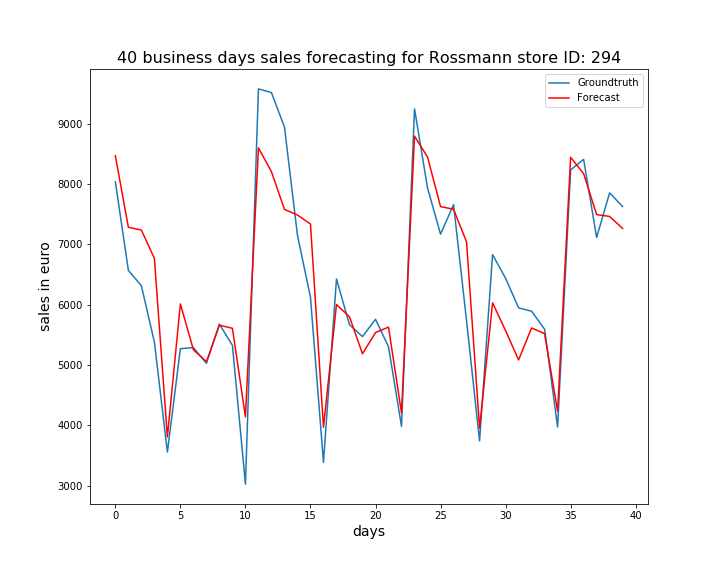 40 business days sales forecasting for Rossmann store ID: 294
Groundtruth
Forecast
sales in euro
9000
8000
7000
6000
5000
4000
3000
0 5 10 15 20 25 30 35 40
days